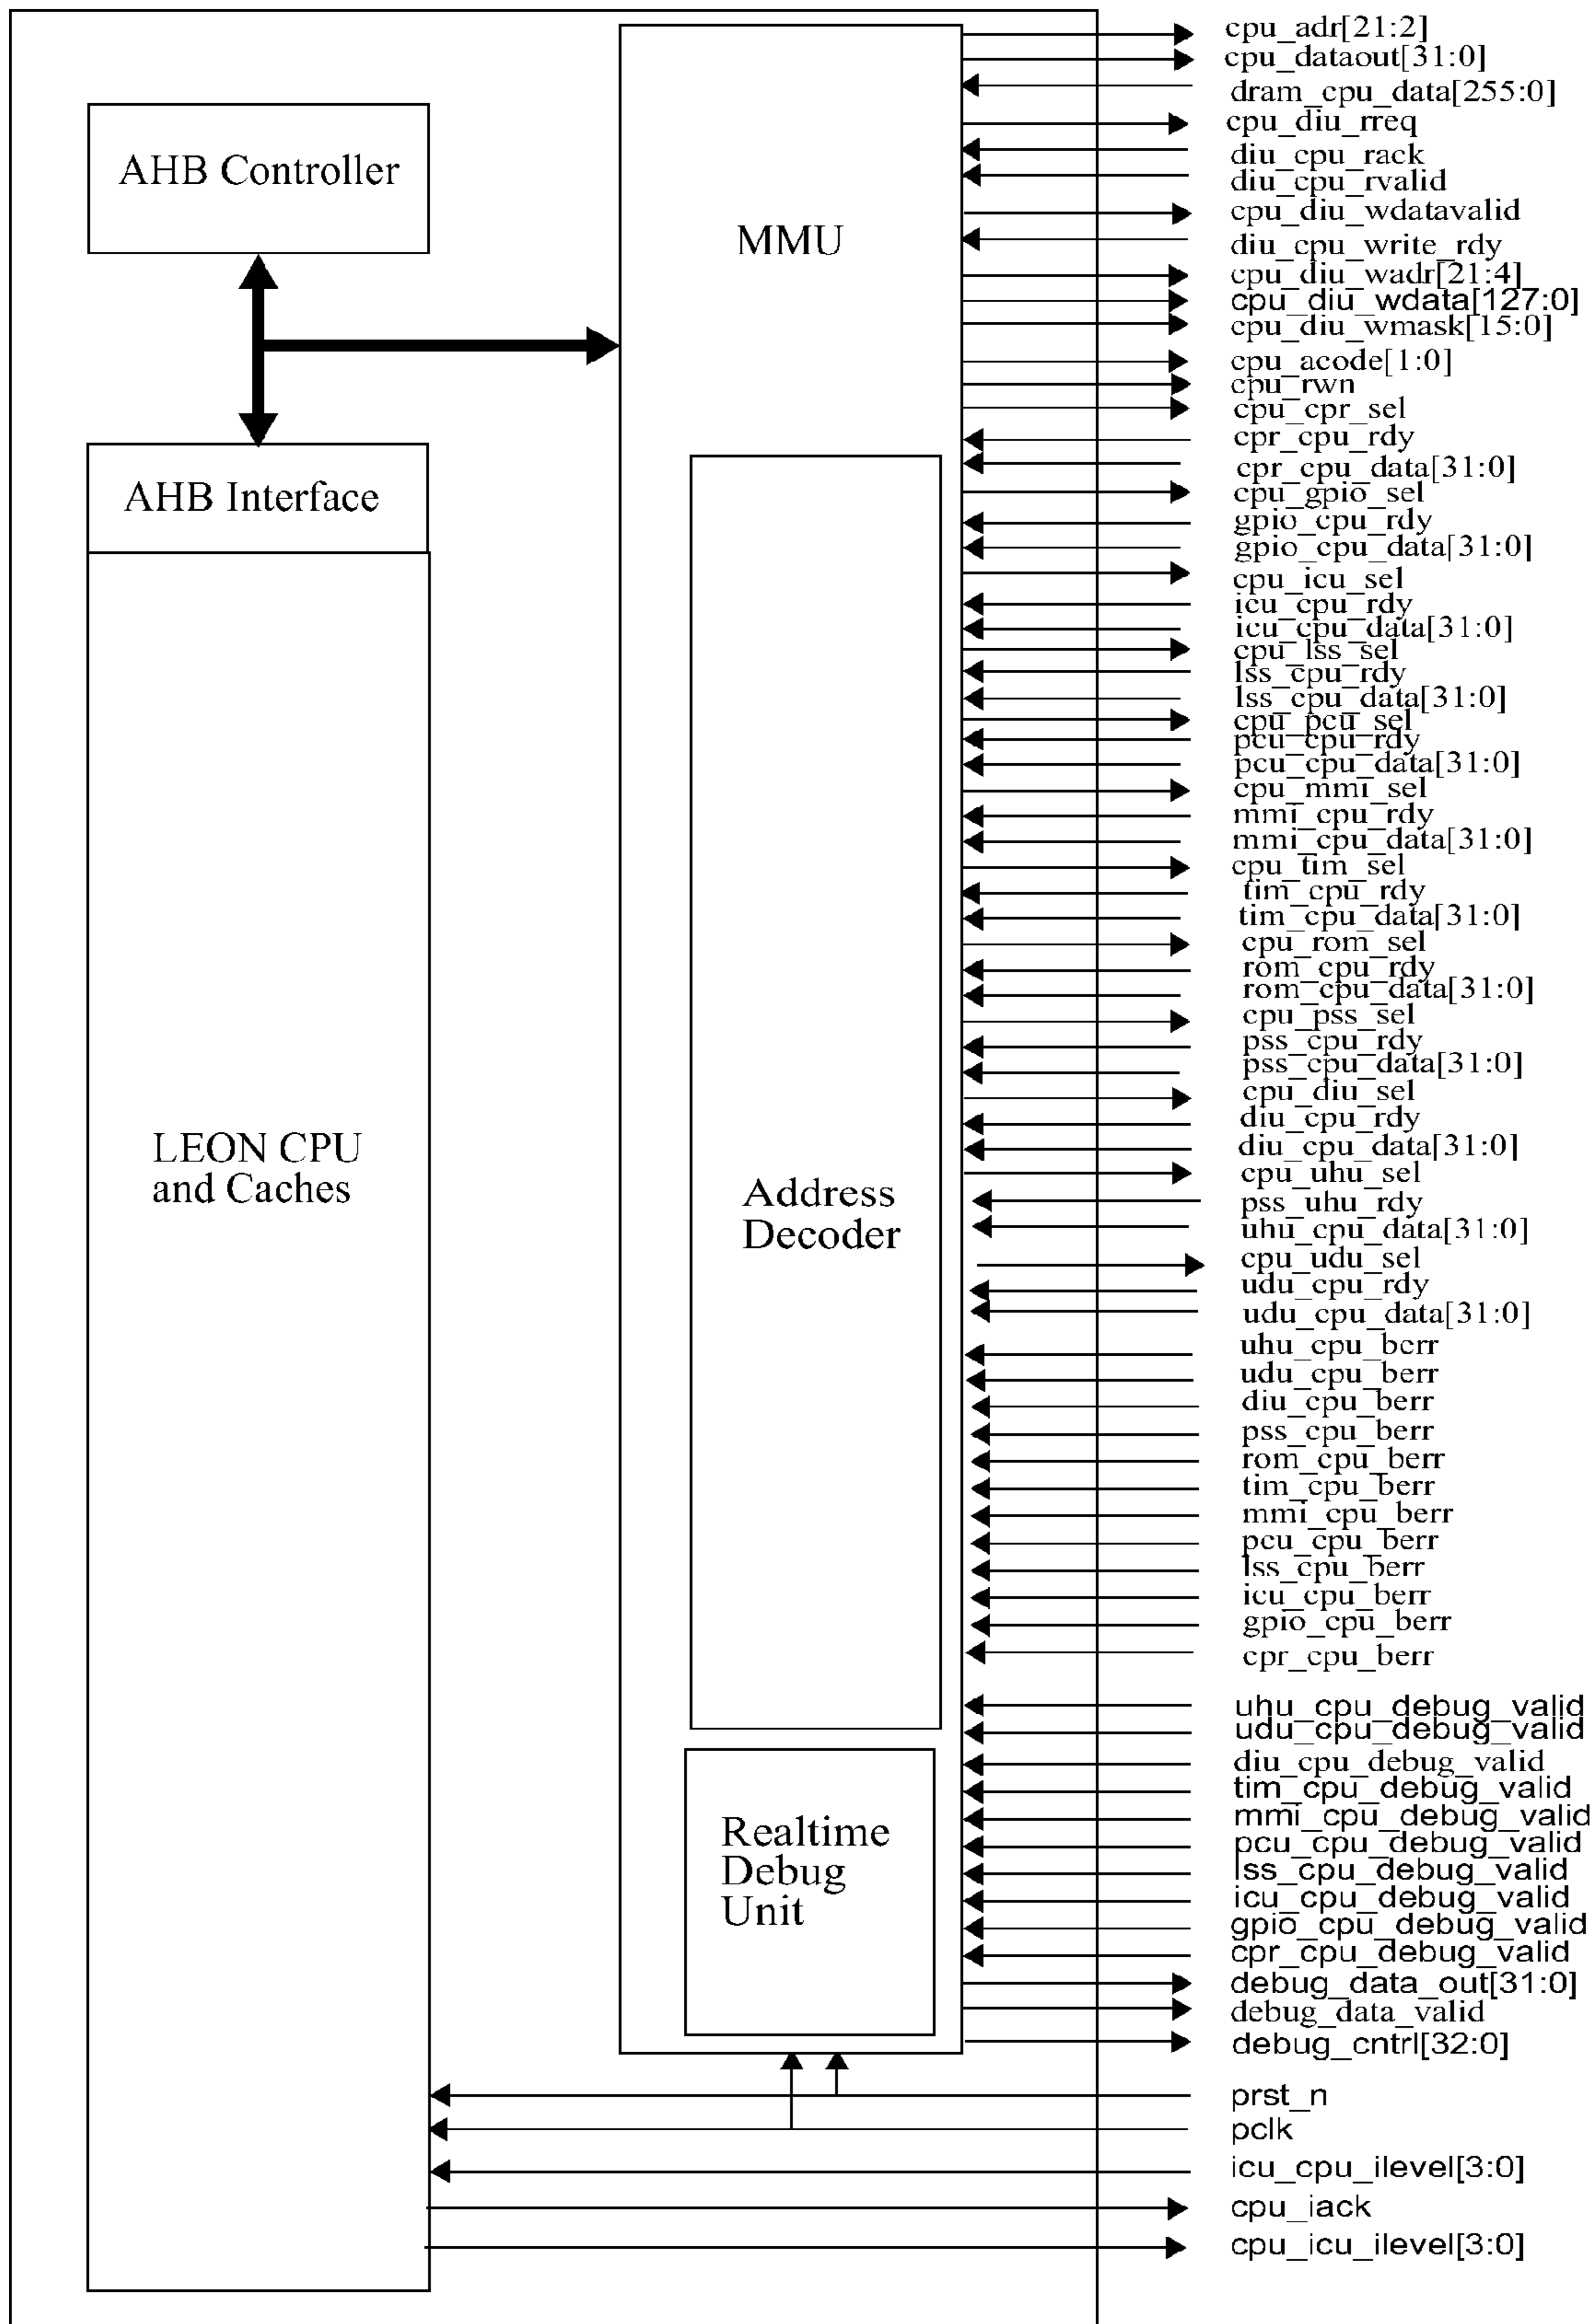 AHB Controller
AHB Interface
LEON CPU
and Caches
MMU
Address
Decoder
Realtime
Debug
Unit
cpu_adr[21:2]
cpu_dataout[31:0]
dram_cpu_data[255:0]
cpu_diu_rreq
diu_cpu_rack
diu_cpu_rvalid
cpu_diu_wdatavalid
diu_cpu_write_rdy
cpu_diu_wadr[21:4]
cpu_diu_wdata[127:0]
cpu_diu_wmask[15:0]
cpu_acode[1:0]
cpu_rwn
cpu_cpr_sel
cpr_cpu_rdy
cpr_cpu_data[31:0]
cpu_gpio_sel
gpio_cpu_rdy
gpio_cpu_data[31:0]
cpu_icu_sel
icu_cpu_rdy
icu_cpu_data[31:0]
cpu_lss_sel
lss_cpu_rdy
lss_cpu_data[31:0]
cpu_pcu_sel
pcu_cpu_rdy
pcu_cpu_data[31:0]
cpu_mmi_sel
mmi_cpu_rdy
mmi_cpu_data[31:0]
cpu_tim_sel
tim_cpu_rdy
tim_cpu_data[31:0]
cpu_rom_sel
rom_cpu_rdy
rom_cpu_data[31:0]
cpu_pss_sel
pss_cpu_rdy
pss_cpu_data[31:0]
cpu_diu_sel
diu_cpu_rdy
diu_cpu_data[31:0]
cpu_uhu_sel
pss_uhu_rdy
uhu_cpu_data[31:0]
cpu_udu_sel
udu_cpu_rdy
udu_cpu_data[31:0]
uhu_cpu_berr
udu_cpu_berr
diu_cpu_berr
pss_cpu_berr
rom_cpu_berr
tim_cpu_berr
mmi_cpu_berr
pcu_cpu_berr
lss_cpu_berr
icu_cpu_berr
gpio_cpu_berr
cpr_cpu_berr
uhu_cpu_debug_valid
udu_cpu_debug_valid
diu_cpu_debug_valid
tim_cpu_debug_valid
mmi_cpu_debug_valid
pcu_cpu_debug_valid
lss_cpu_debug_valid
icu_cpu_debug_valid
gpio_cpu_debug_valid
cpr_cpu_debug_valid
debug_data_out[31:0]
debug_data_valid
debug_cntrl[32:0]
prst_n
pclk
icu_cpu_ilevel[3:0]
cpu_iack
cpu_icu_ilevel[3:0]